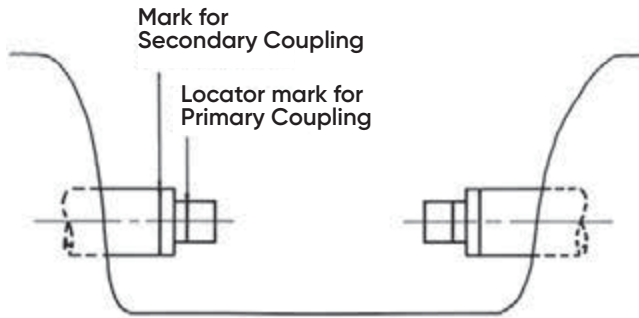 Mark for
Secondary Coupling
Locator mark for
Primary Coupling